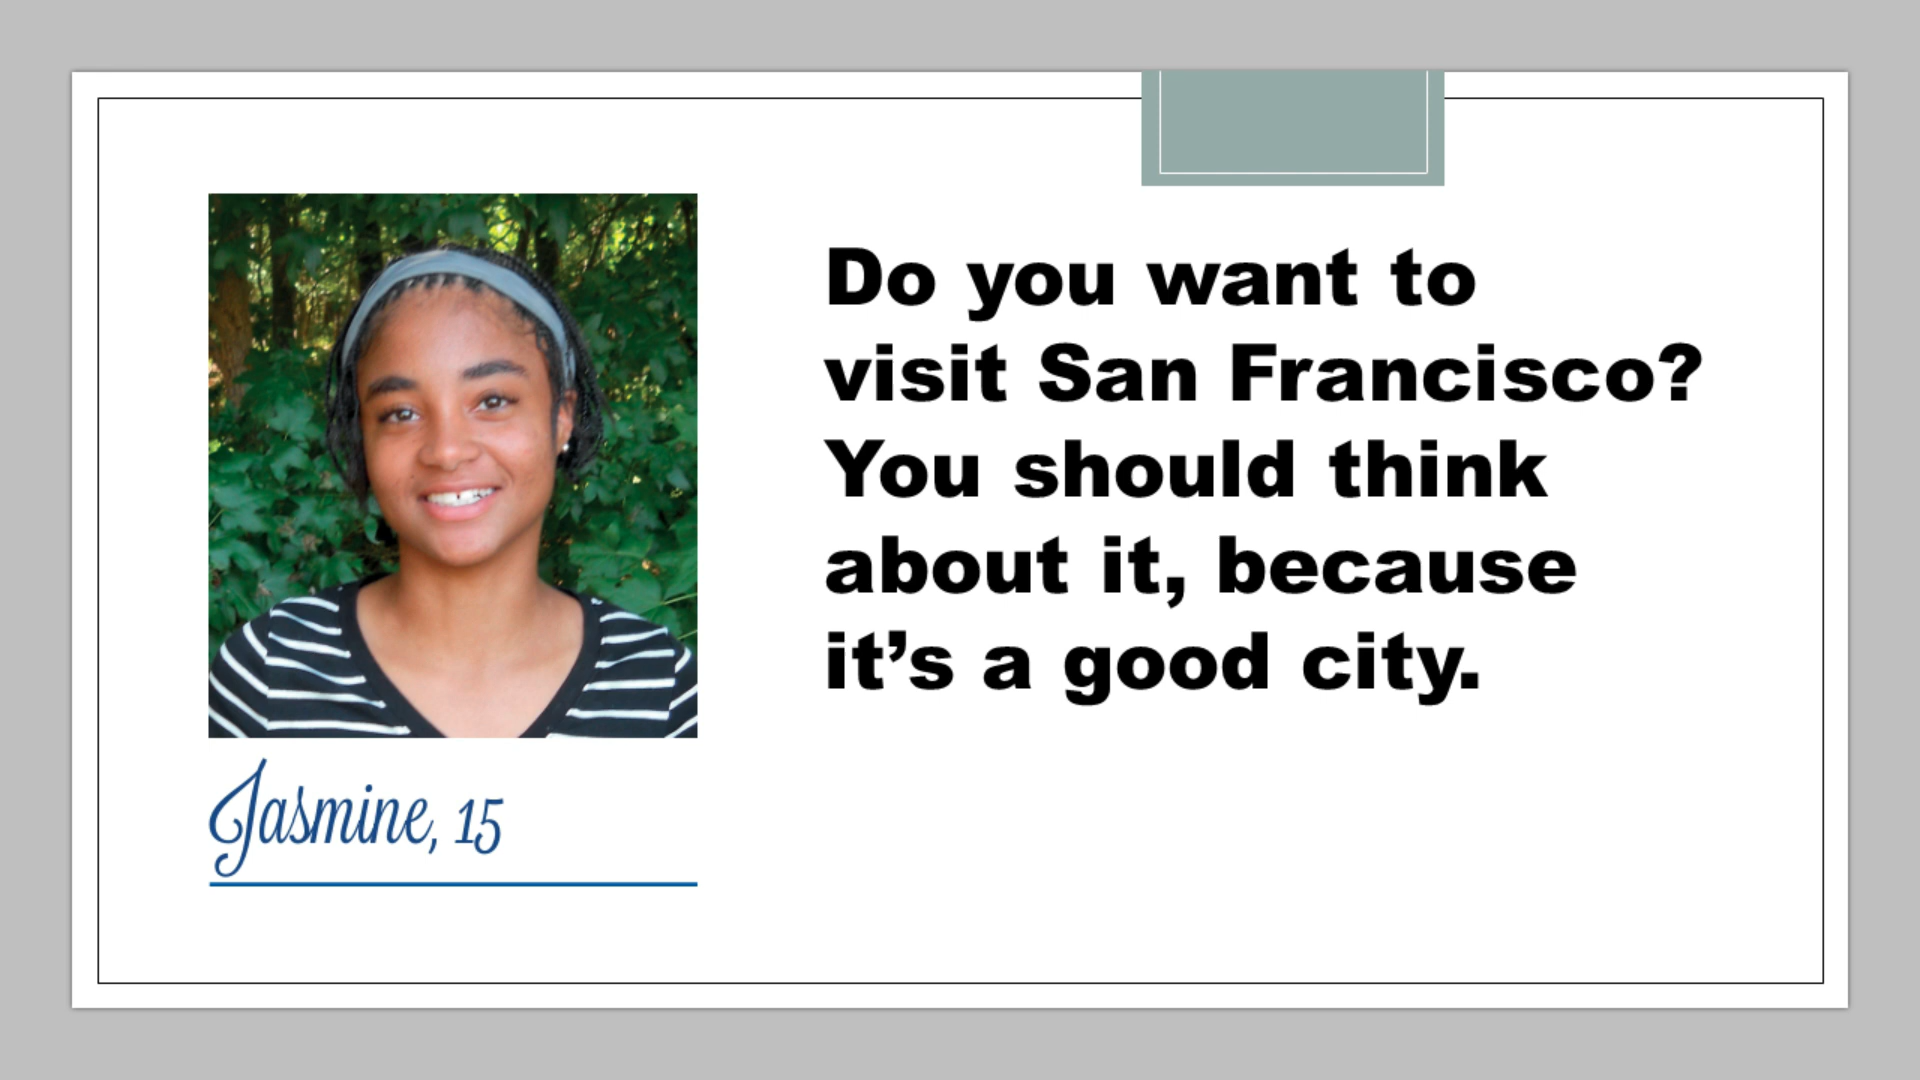 Do you want to
visit San Francisco?
You should think
about it, because
it’s a good city.
Jasmine, 15